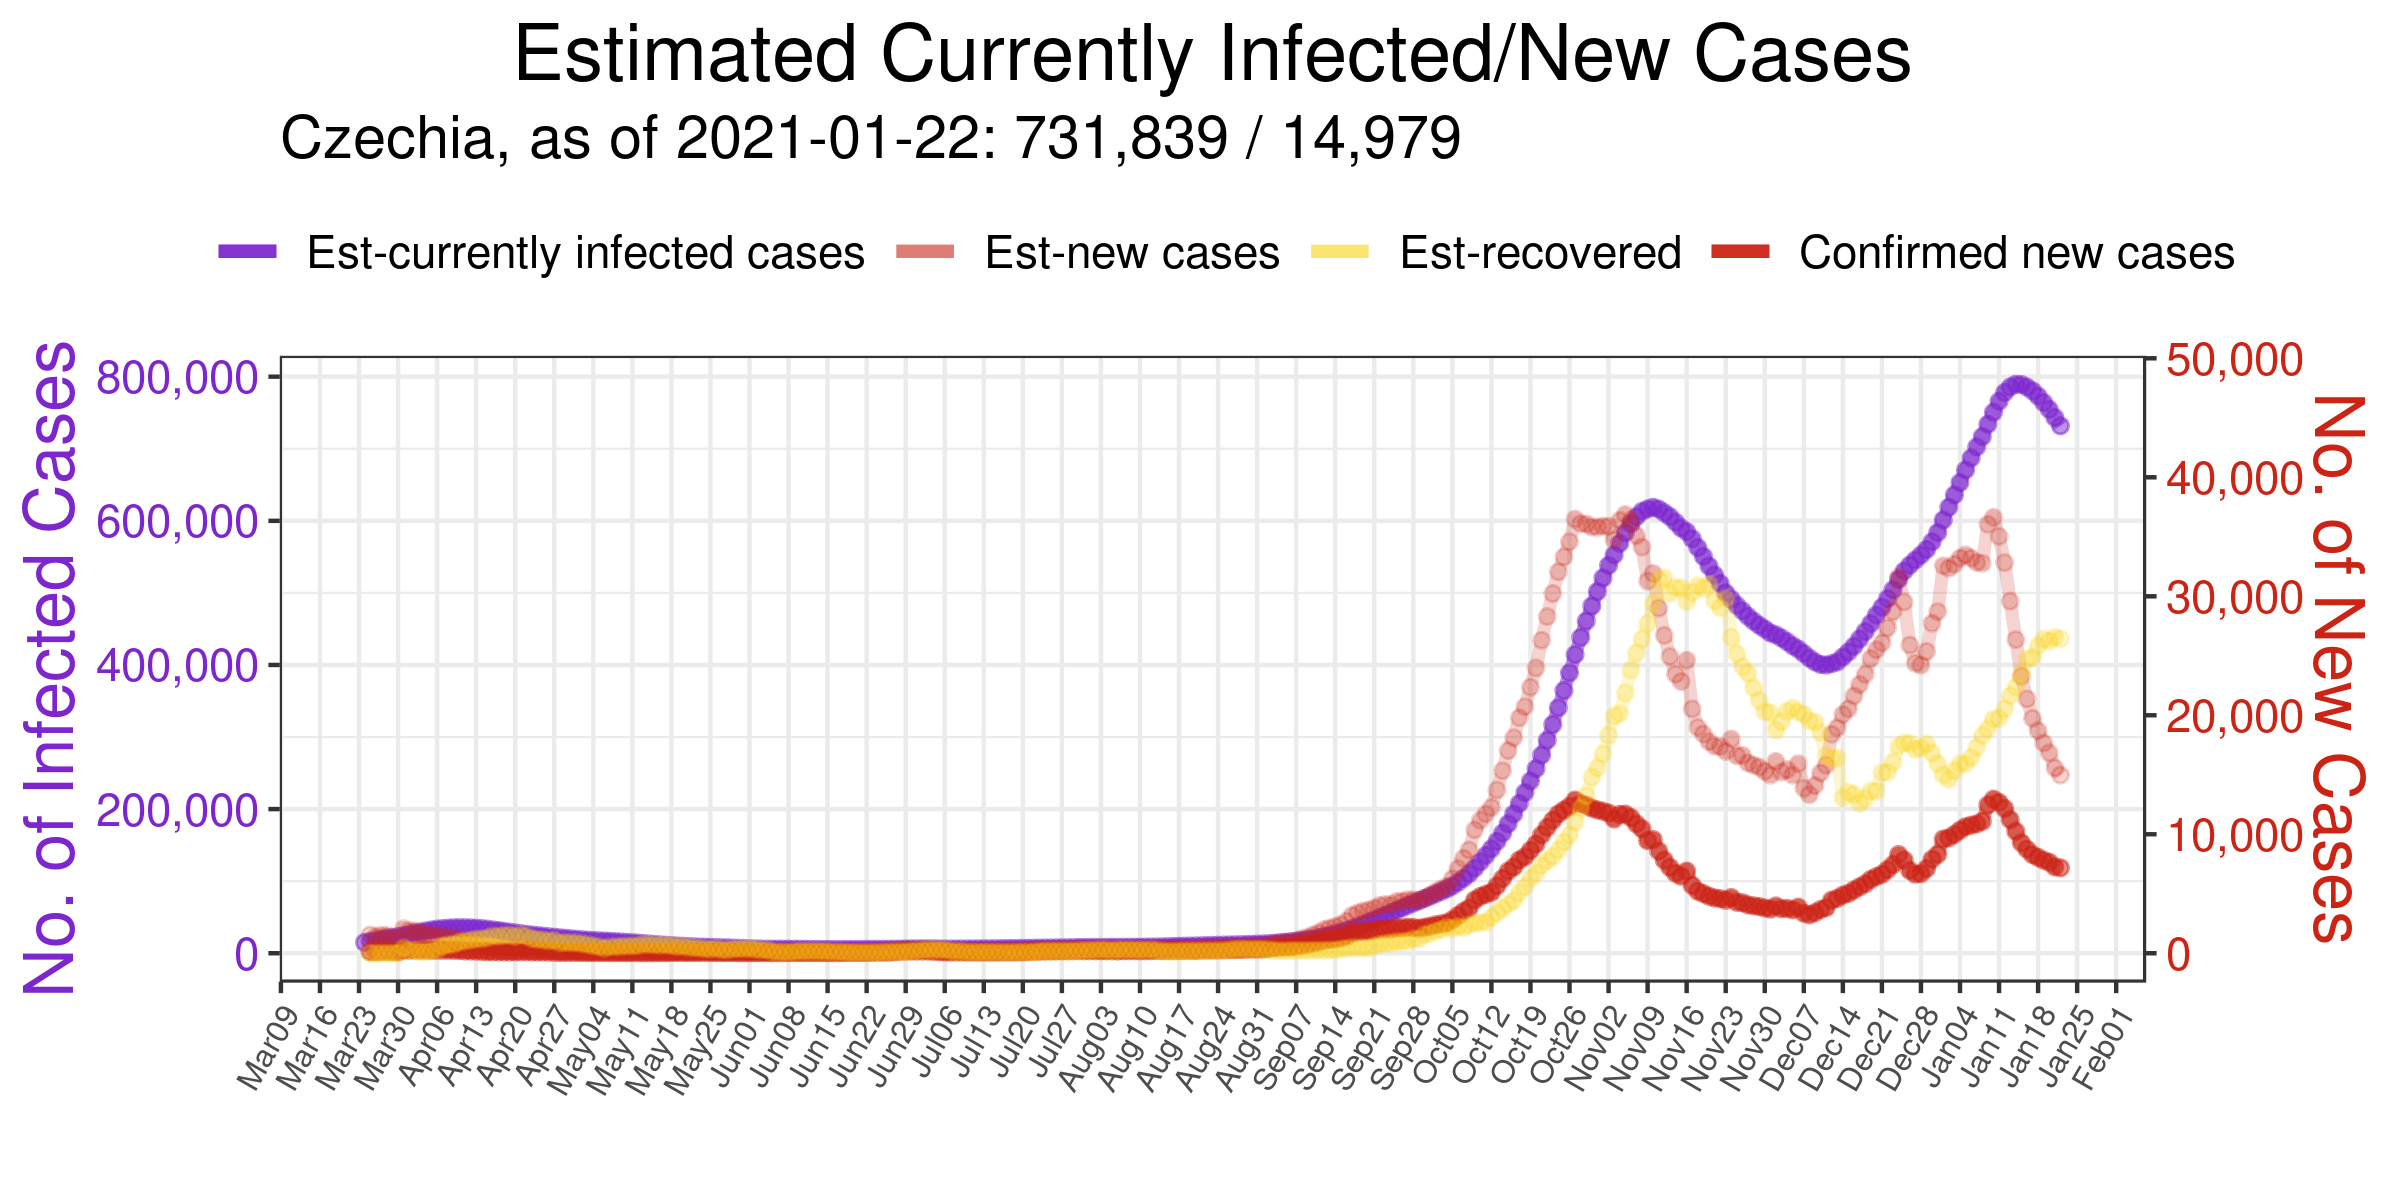 Estimated Currently Infected/New Cases
Czechia, as of 2021-01-22: 731,839 / 14,979
Est-currently infected cases
Est-new cases
Est-recovered
Confirmed new cases
No. of Infected Cases
800,000
600,000
400,000
200,000
0
50,000
40,000
30,000
20,000
10,000
0
No. of New Cases
Mar09
Mar16
Mar23
Mar30
Apr06
Apr13
Apr20
Apr27
May04
May11
May18
May25
Jun01
Jun08
Jun15
Jun22
Jun29
Jul06
Jul13
Jul20
Jul27
Aug03
Aug10
Aug17
Aug24
Aug31
Sep07
Sep14
Sep21
Sep28
Oct05
Oct12
Oct19
Oct26
Nov02
Nov09
Nov16
Nov23
Nov30
Dec07
Dec14
Dec21
Dec28
Jan04
Jan11
Jan18
Jan25
Feb01